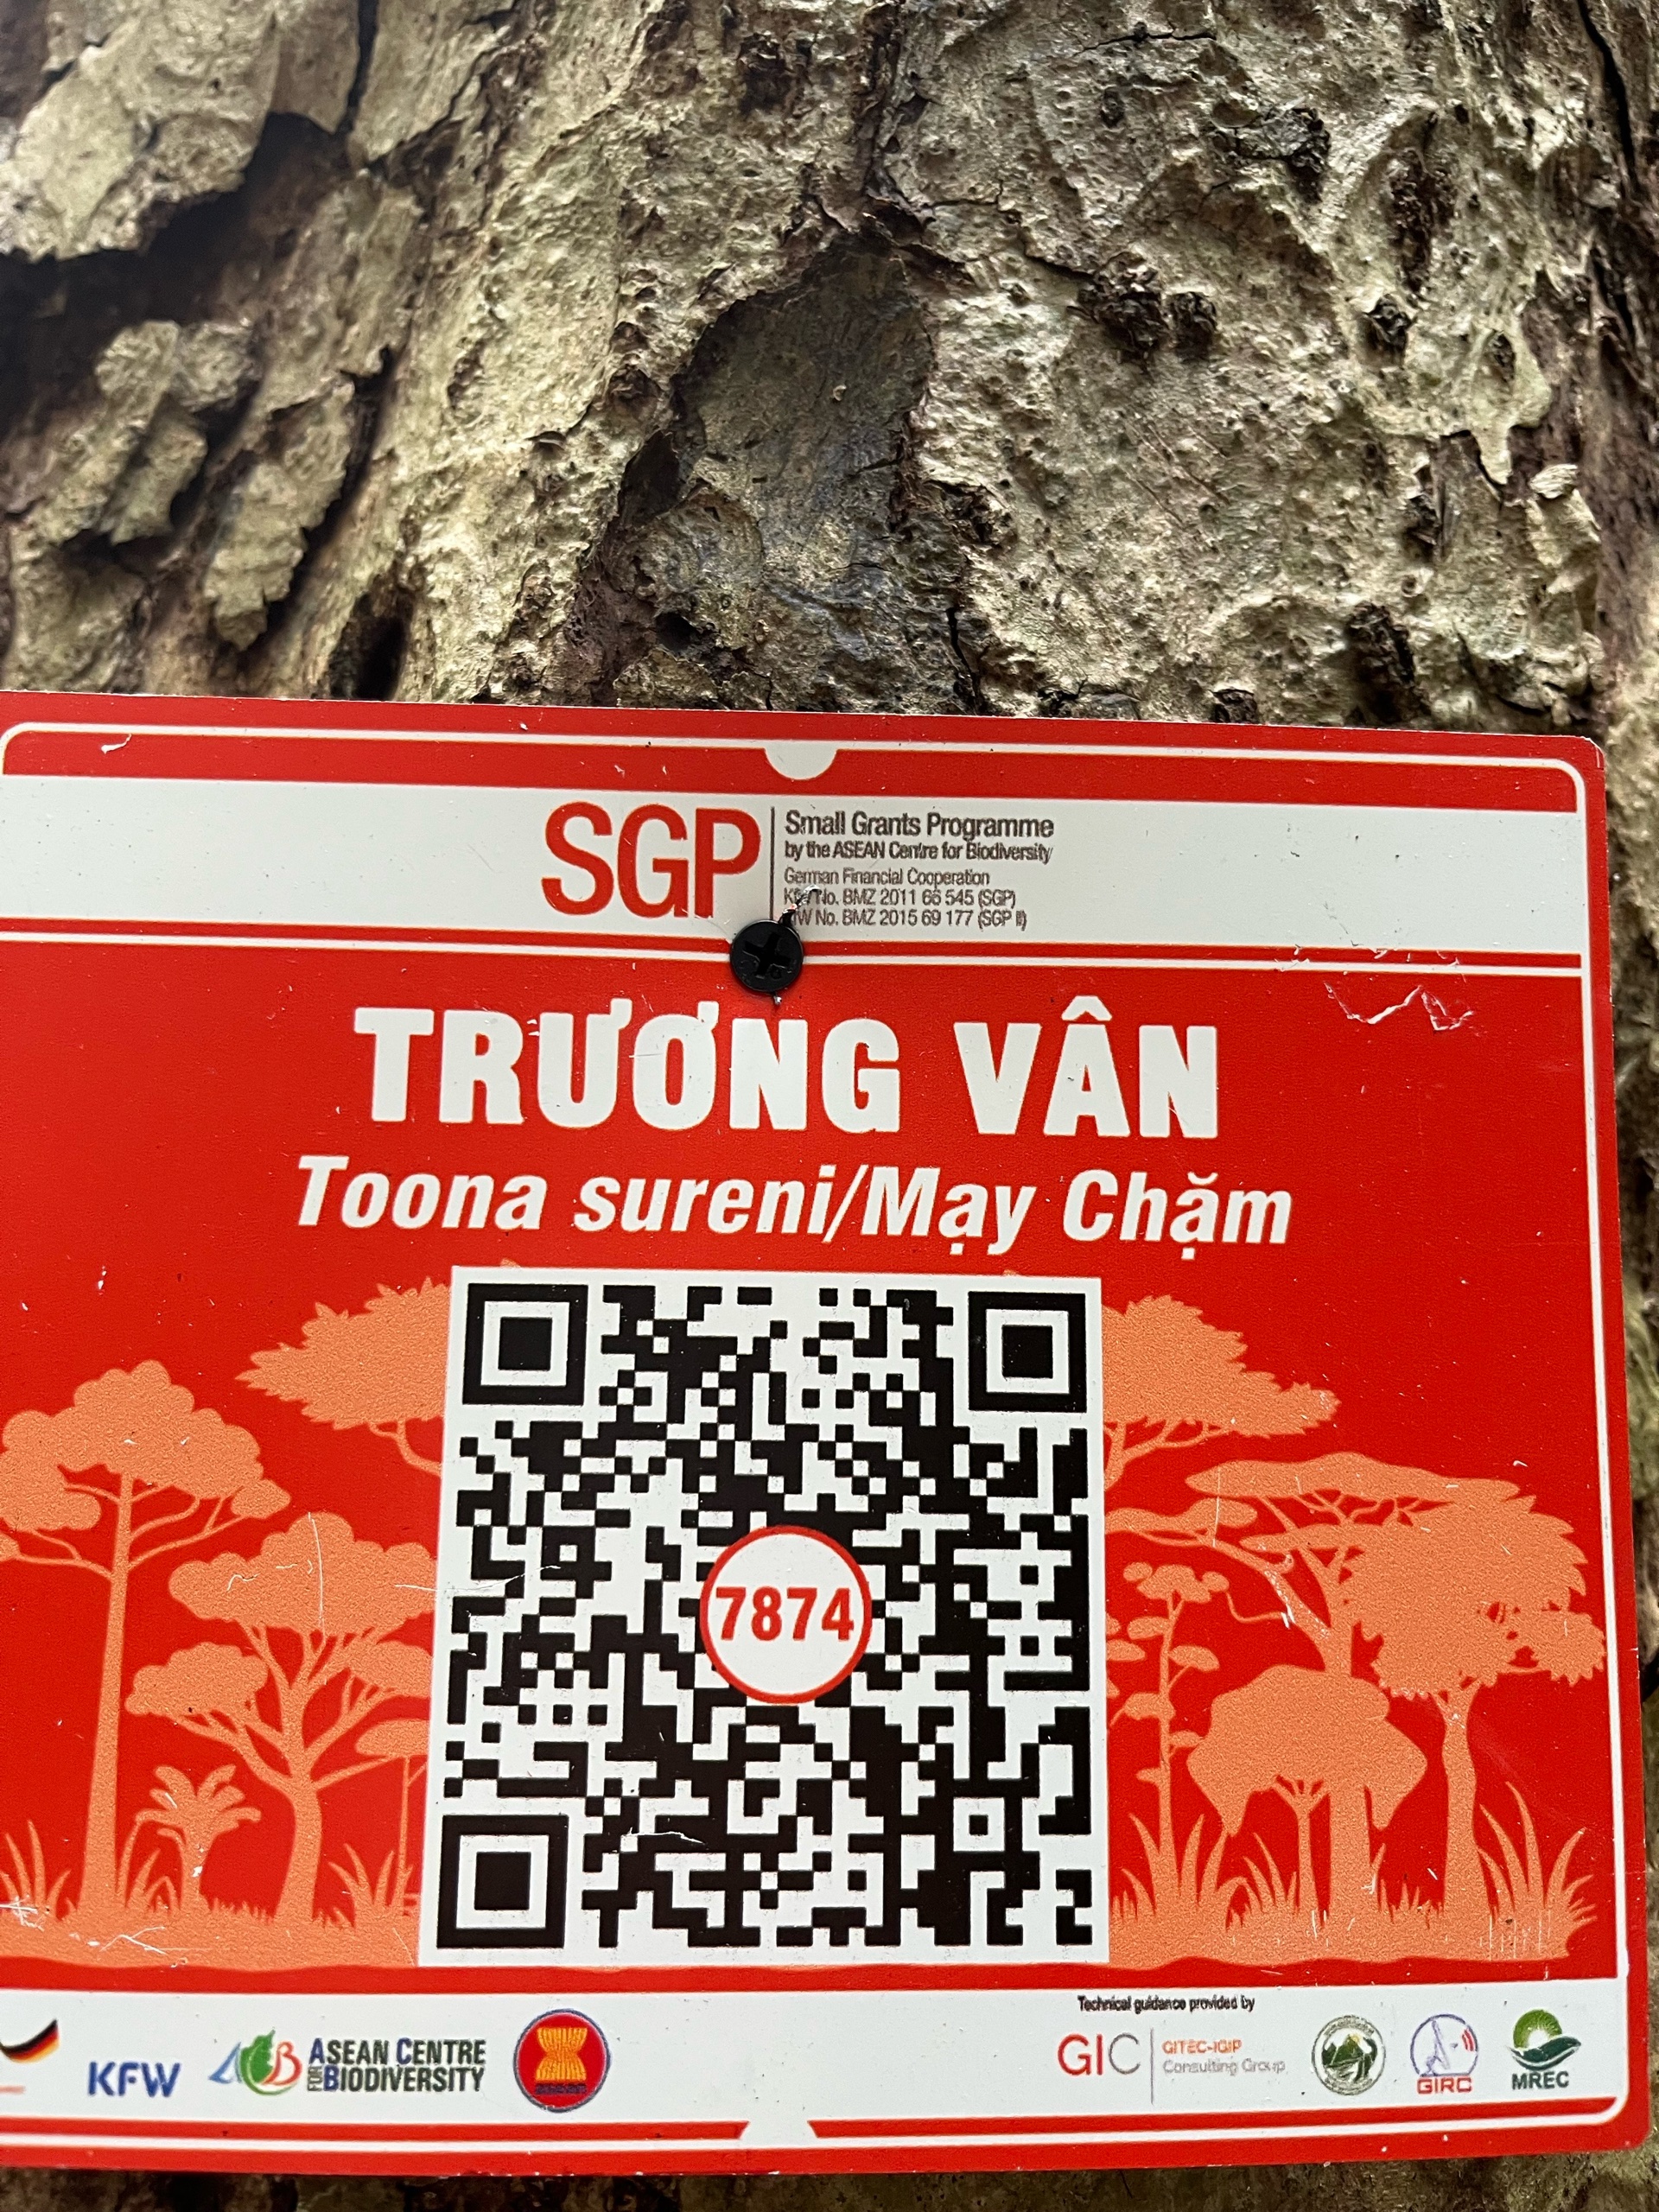 SGP
Small Grants Programme
by the ASEAN Centre for Biodiversity
German Financial Cooperation
No. BMZ 2011 66 545 (SGP)
No. BMZ 2015 69 177 (SGP II)
TRƯƠNG VÂN
Toona sureni/Mạy Chặm
7874
KFW
ACB
ASEAN CENTRE
FOR BIODIVERSITY
Technical guidance provided by
GIC
GITEC-IGIP
Consulting Group
GIRC
MREC